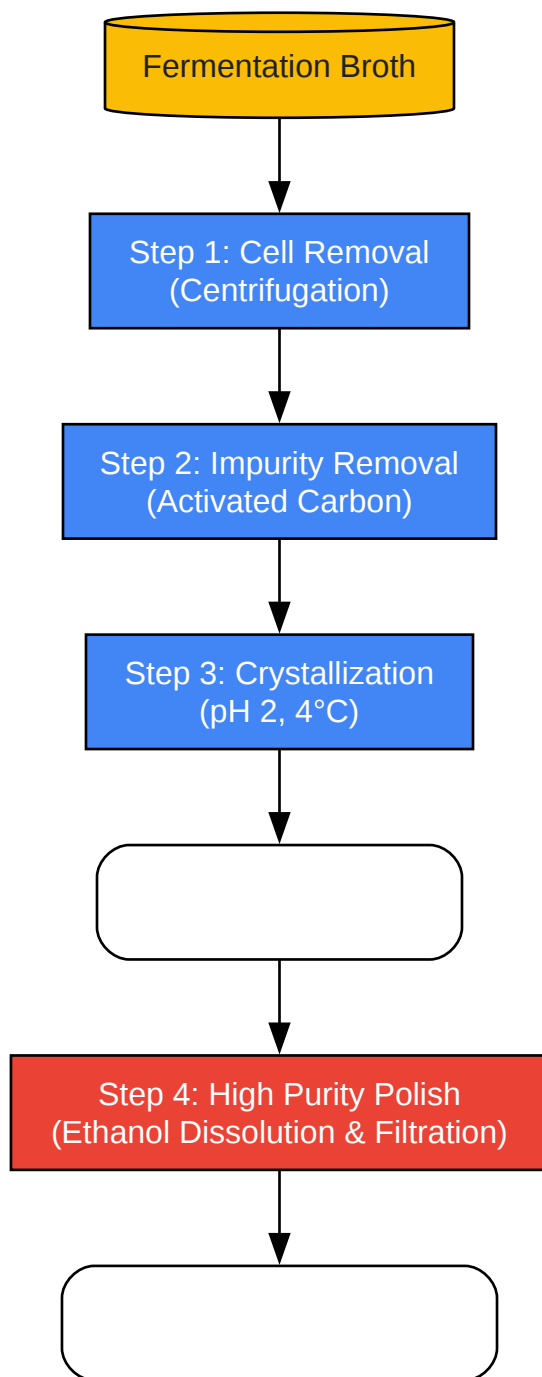 Fermentation Broth
Step 1: Cell Removal
(Centrifugation)
Step 2: Impurity Removal
(Activated Carbon)
Step 3: Crystallization
(pH 2, 4°C)
Step 4: High Purity Polish
(Ethanol Dissolution & Filtration)